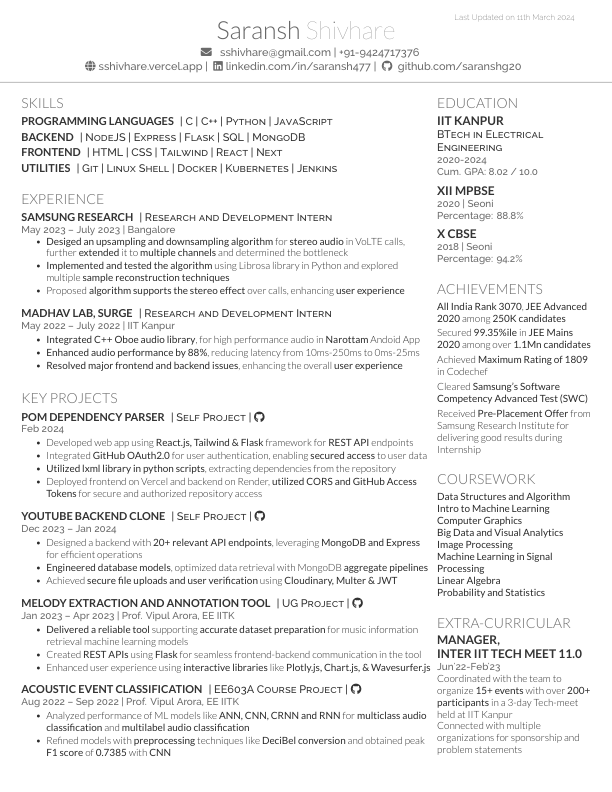 Last Updated on 11th March 2024
Saransh Shivhare
sshivhare@gmail.com | +91-9424717376
sshivhare.vercel.app | linkedin.com/in/saransh477 | github.com/saranshg20
SKILLS
PROGRAMMING LANGUAGES | C | C++ | Python | JavaScript
BACKEND | NodeJS | Express | Flask | SQL | MongoDB
FRONTEND | HTML | CSS | Tailwind | React | Next
UTILITIES | Git | Linux Shell | Docker | Kubernetes | Jenkins
EXPERIENCE
SAMSUNG RESEARCH | Research and Development Intern
May 2023 – July 2023 | Bangalore
• Desiged an upsampling and downsampling algorithm for stereo audio in VoLTE calls,
further extended it to multiple channels and determined the bottleneck
• Implemented and tested the algorithm using Librosa library in Python and explored
multiple sample reconstruction techniques
• Proposed algorithm supports the stereo effect over calls, enhancing user experience
MADHAV LAB, SURGE | Research and Development Intern
May 2022 – July 2022 | IIT Kanpur
• Integrated C++ Oboe audio library, for high performance audio in Narottam Andoid App
• Enhanced audio performance by 88%, reducing latency from 10ms-250ms to 0ms-25ms
• Resolved major frontend and backend issues, enhancing the overall user experience
KEY PROJECTS
POM DEPENDENCY PARSER | Self Project |
Feb 2024
• Developed web app using React.js, Tailwind & Flask framework for REST API endpoints
• Integrated GitHub OAuth2.0 for user authentication, enabling secured access to user data
• Utilized lxml library in python scripts, extracting dependencies from the repository
• Deployed frontend on Vercel and backend on Render, utilized CORS and GitHub Access
Tokens for secure and authorized repository access
YOUTUBE BACKEND CLONE | Self Project |
Dec 2023 – Jan 2024
• Designed a backend with 20+ relevant API endpoints, leveraging MongoDB and Express
for efficient operations
• Engineered database models, optimized data retrieval with MongoDB aggregate pipelines
• Achieved secure file uploads and user verification using Cloudinary, Multer & JWT
MELODY EXTRACTION AND ANNOTATION TOOL | UG Project |
Jan 2023 – Apr 2023 | Prof. Vipul Arora, EE IITK
• Delivered a reliable tool supporting accurate dataset preparation for music information
retrieval machine learning models
• Created REST APIs using Flask for seamless frontend-backend communication in the tool
• Enhanced user experience using interactive libraries like Plotly.js, Chart.js, & Wavesurfer.js
ACOUSTIC EVENT CLASSIFICATION | EE603A Course Project |
Aug 2022 – Sep 2022 | Prof. Vipul Arora, EE IITK
• Analyzed performance of ML models like ANN, CNN, CRNN and RNN for multiclass audio
classification and multilabel audio classification
• Refined models with preprocessing techniques like DeciBel conversion and obtained peak
F1 score of 0.7385 with CNN
EDUCATION
IIT KANPUR
BTech in Electrical
Engineering
2020-2024
Cum. GPA: 8.02 / 10.0
XII MPBSE
2020 | Seoni
Percentage: 88.8%
X CBSE
2018 | Seoni
Percentage: 94.2%
ACHIEVEMENTS
All India Rank 3070, JEE Advanced
2020 among 250K candidates
Secured 99.35%ile in JEE Mains
2020 among over 1.1Mn candidates
Achieved Maximum Rating of 1809
in Codechef
Cleared Samsung's Software
Competency Advanced Test (SWC)
Received Pre-Placement Offer from
Samsung Research Institute for
delivering good results during
Internship
COURSEWORK
Data Structures and Algorithm
Intro to Machine Learning
Computer Graphics
Big Data and Visual Analytics
Image Processing
Machine Learning in Signal
Processing
Linear Algebra
Probability and Statistics
EXTRA-CURRICULAR
MANAGER,
INTER IIT TECH MEET 11.0
Jun'22-Feb'23
Coordinated with the team to
organize 15+ events with over 200+
participants in a 3-day Tech-meet
held at IIT Kanpur
Connected with multiple
organizations for sponsorship and
problem statements